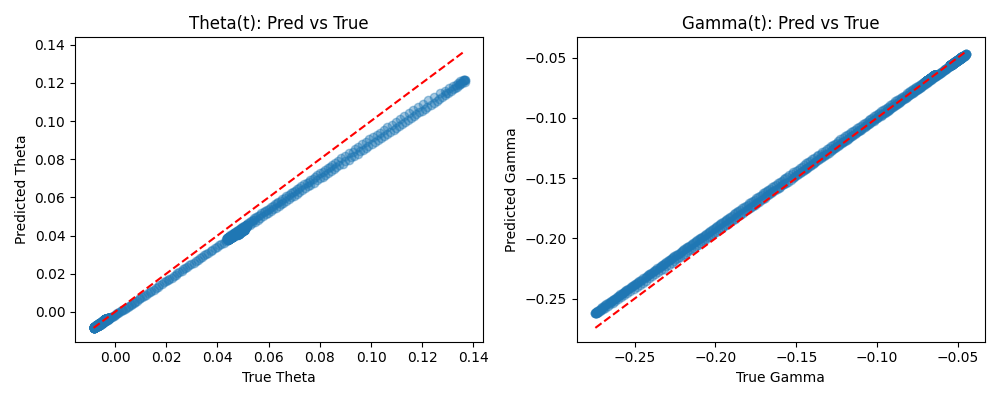 Theta(t): Pred vs True
Predicted Theta
0.14
0.12
0.10
0.08
0.06
0.04
0.02
0.00
0.00 0.02 0.04 0.06 0.08 0.10 0.12 0.14
True Theta
Gamma(t): Pred vs True
Predicted Gamma
−0.05
−0.10
−0.15
−0.20
−0.25
−0.25 −0.20 −0.15 −0.10 −0.05
True Gamma